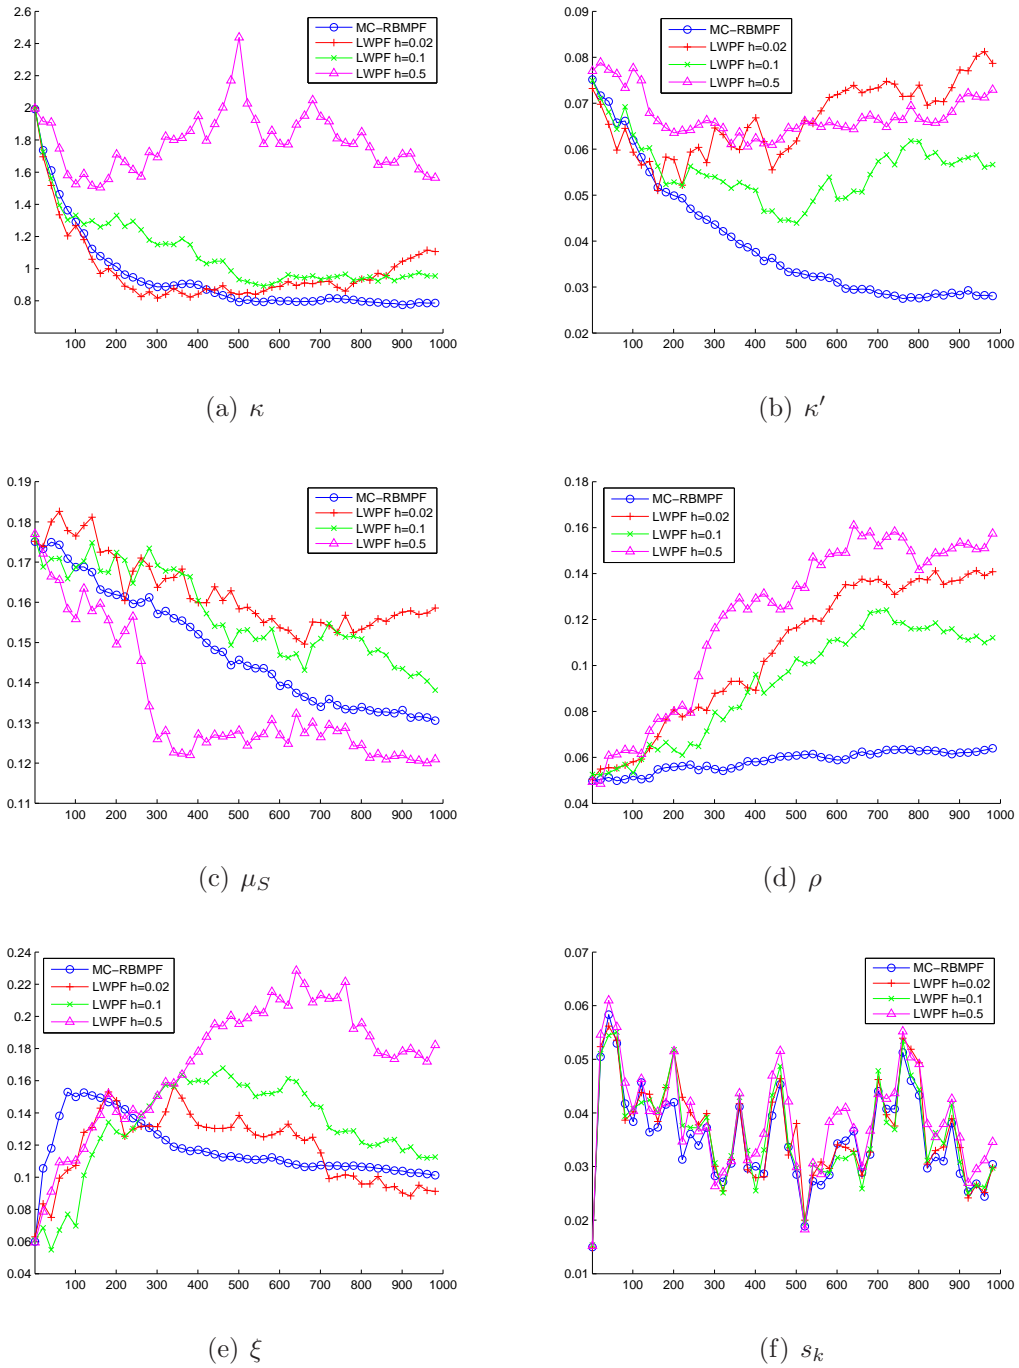 2.6
2.4
2.2
2.0
1.8
1.6
1.4
1.2
1
0.8
100 200 300 400 500 600 700 800 900 1000
MC−RBMPF
LWPF h=0.02
LWPF h=0.1
LWPF h=0.5
(a) κ
0.09
0.08
0.07
0.06
0.05
0.04
0.03
0.02
100 200 300 400 500 600 700 800 900 1000
MC−RBMPF
LWPF h=0.02
LWPF h=0.1
LWPF h=0.5
(b) κ′
0.19
0.18
0.17
0.16
0.15
0.14
0.13
0.12
0.11
100 200 300 400 500 600 700 800 900 1000
MC−RBMPF
LWPF h=0.02
LWPF h=0.1
LWPF h=0.5
(c) μ_S
0.18
0.16
0.14
0.12
0.1
0.08
0.06
0.04
100 200 300 400 500 600 700 800 900 1000
MC−RBMPF
LWPF h=0.02
LWPF h=0.1
LWPF h=0.5
(d) ρ
0.24
0.22
0.2
0.18
0.16
0.14
0.12
0.1
0.08
0.06
0.04
100 200 300 400 500 600 700 800 900 1000
MC−RBMPF
LWPF h=0.02
LWPF h=0.1
LWPF h=0.5
(e) ξ
0.07
0.06
0.05
0.04
0.03
0.02
0.01
100 200 300 400 500 600 700 800 900 1000
MC−RBMPF
LWPF h=0.02
LWPF h=0.1
LWPF h=0.5
(f) s_k